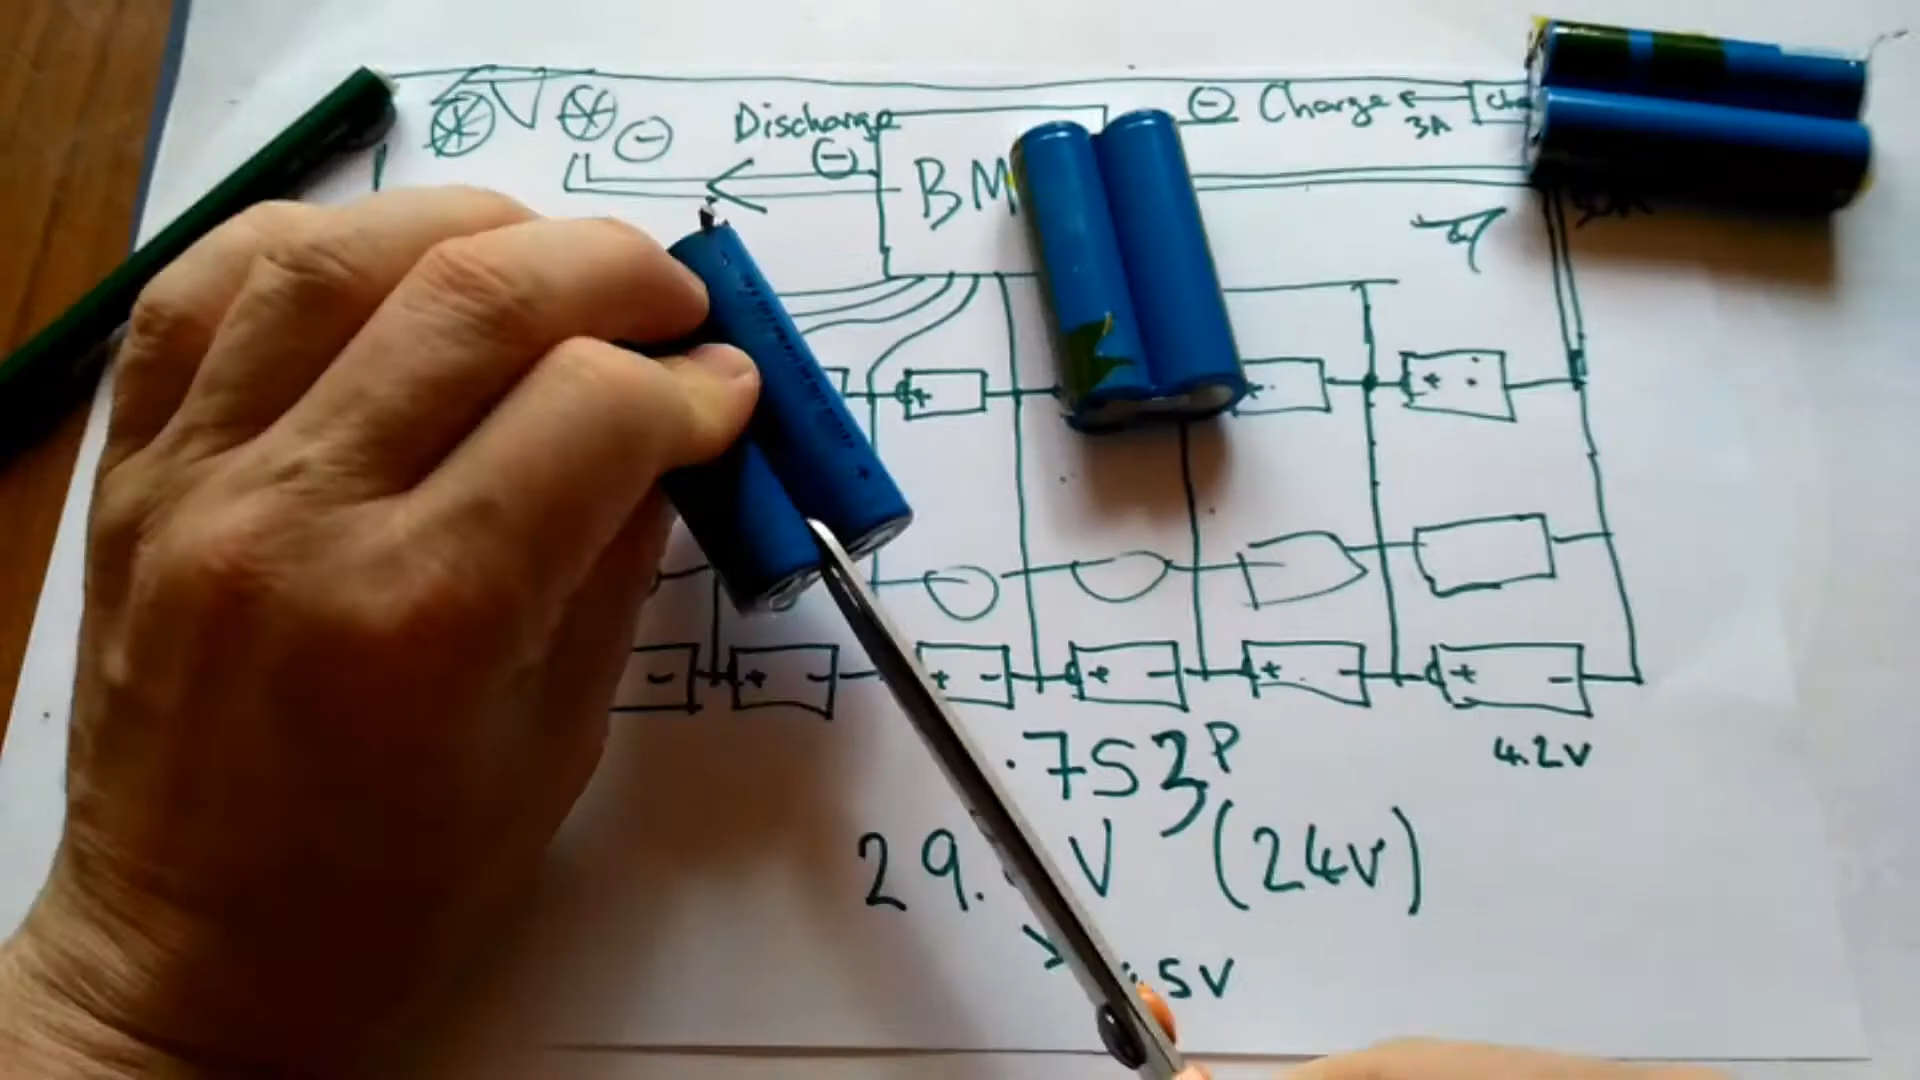 Discharge
⊖ Charge
3A
⊖
⊖
BM
+
+ -
- + - + - + - + - + -
7S3P
4.2V
29. V (24V)
.5V